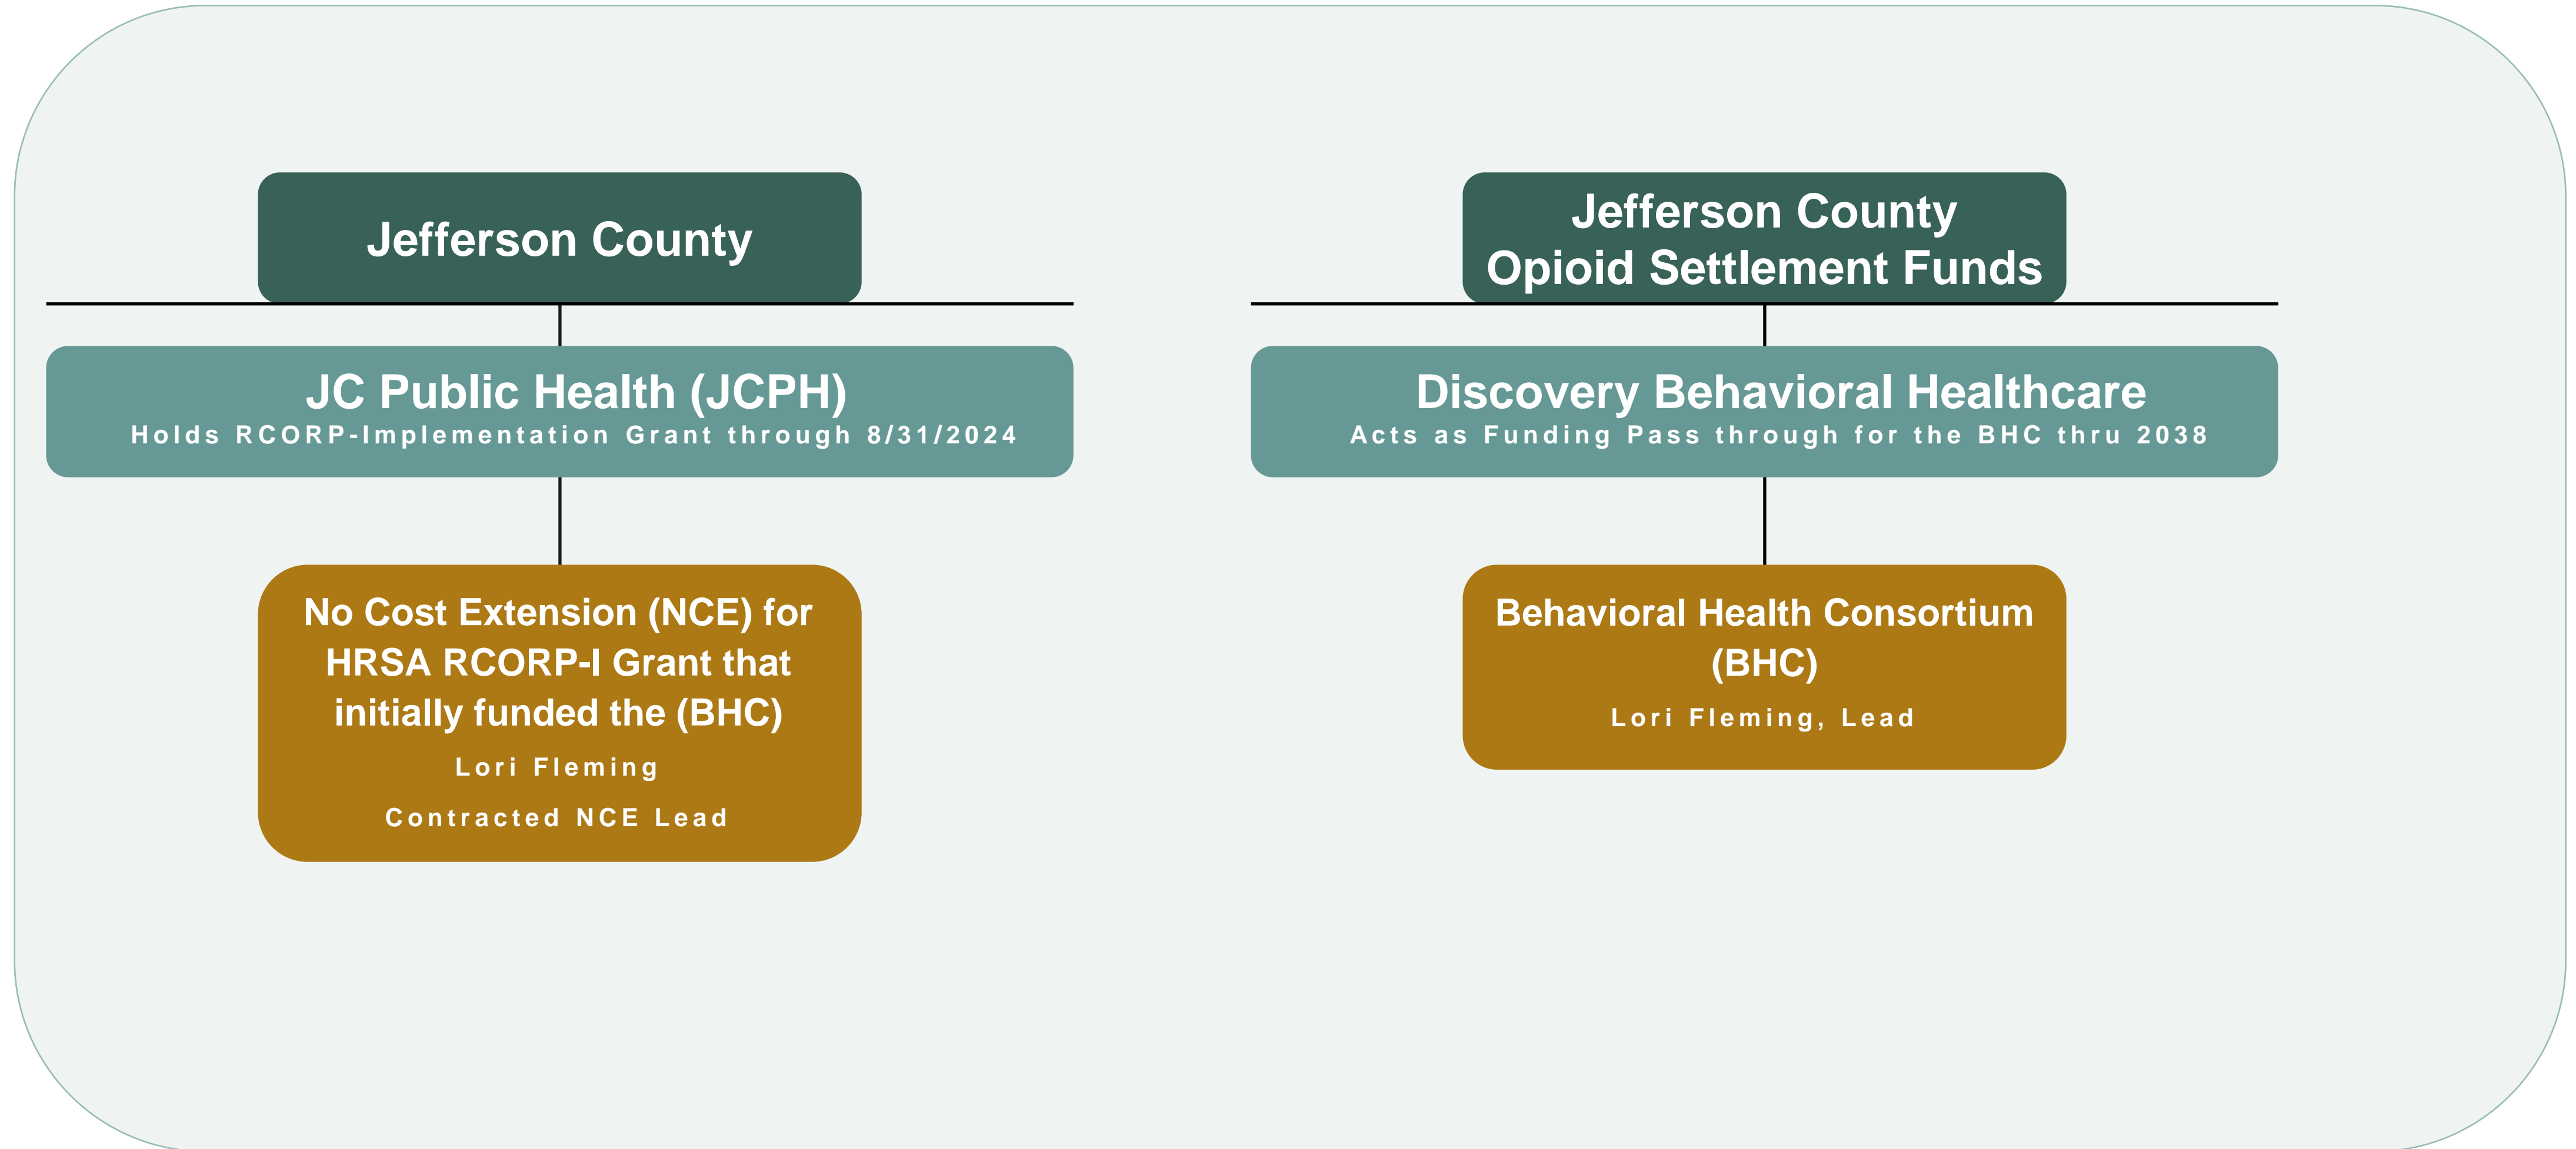 Jefferson County
JC Public Health (JCPH)
Holds RCORP-Implementation Grant through 8/31/2024
No Cost Extension (NCE) for
HRSA RCORP-I Grant that
initially funded the (BHC)
Lori Fleming
Contracted NCE Lead
Jefferson County
Opioid Settlement Funds
Discovery Behavioral Healthcare
Acts as Funding Pass through for the BHC thru 2038
Behavioral Health Consortium
(BHC)
Lori Fleming, Lead